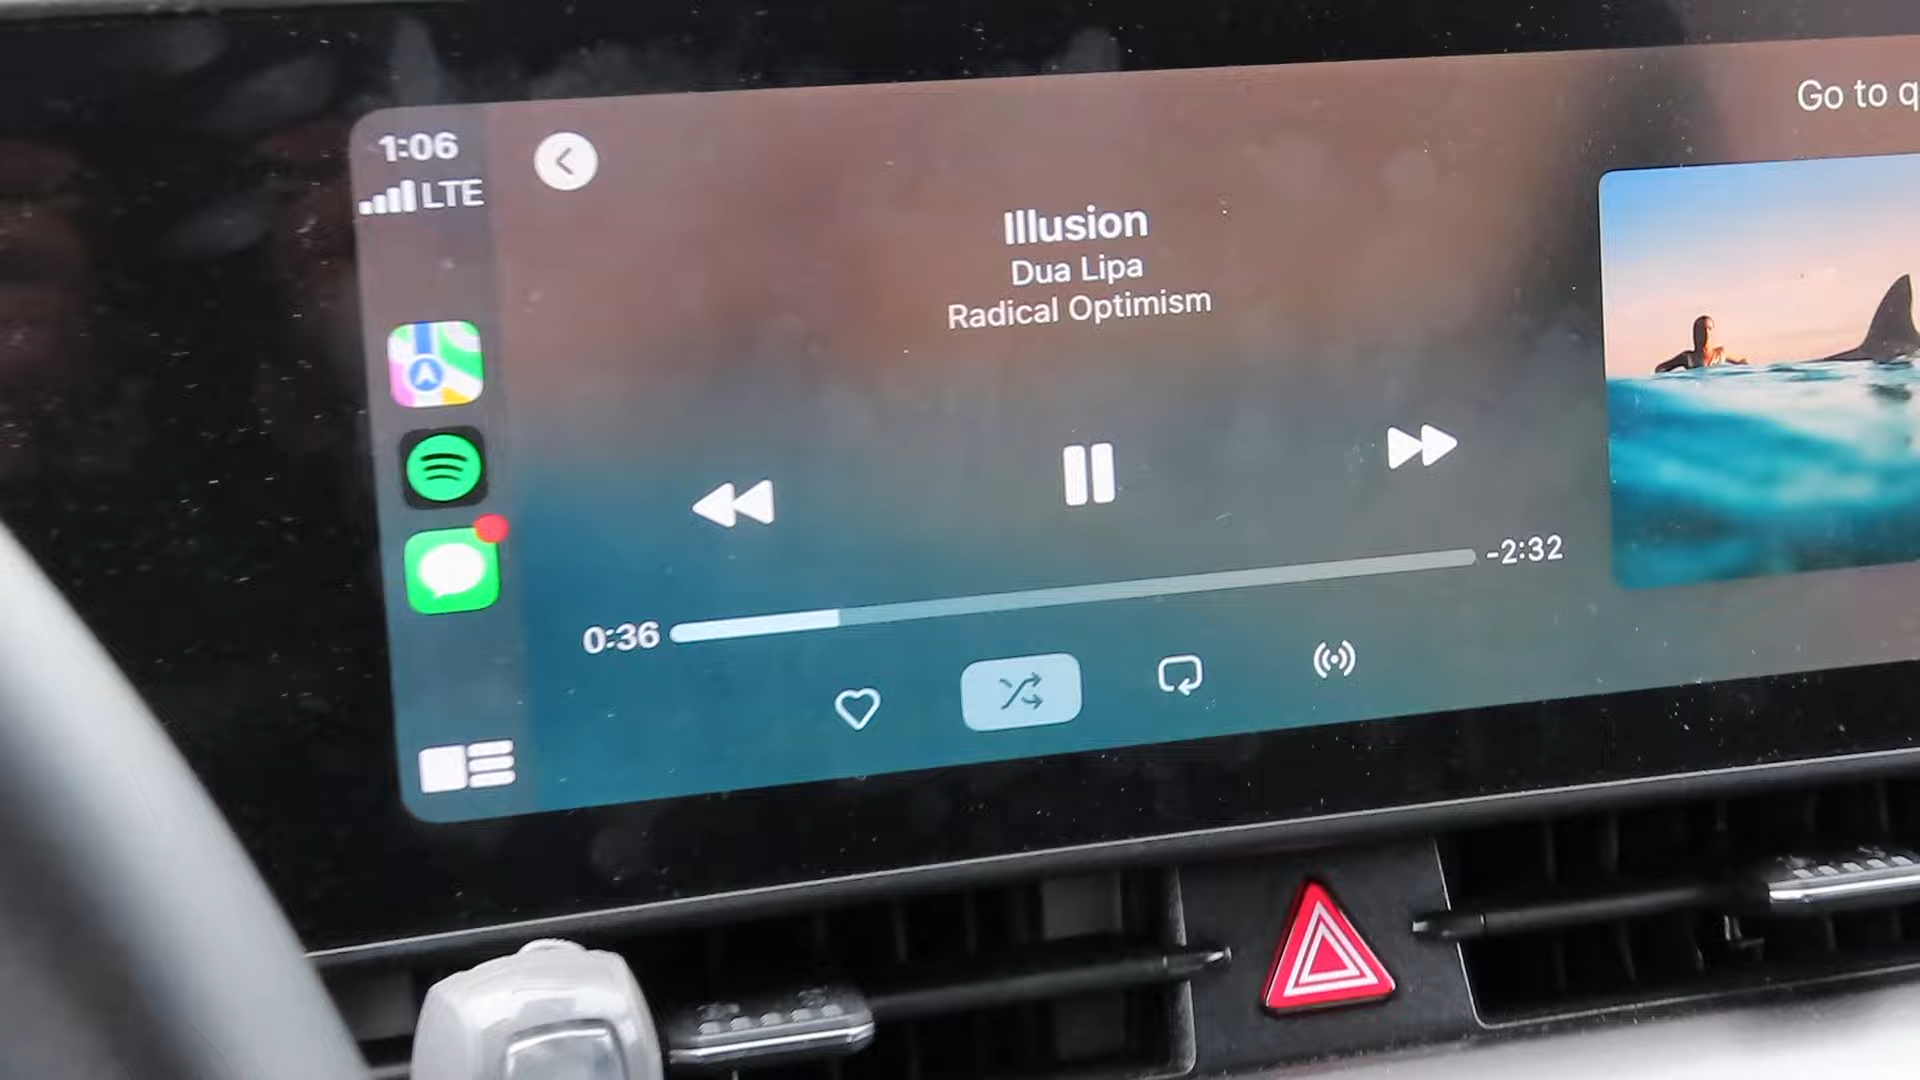 1:06
LTE
Go to q
Illusion
Dua Lipa
Radical Optimism
-2:32
0:36